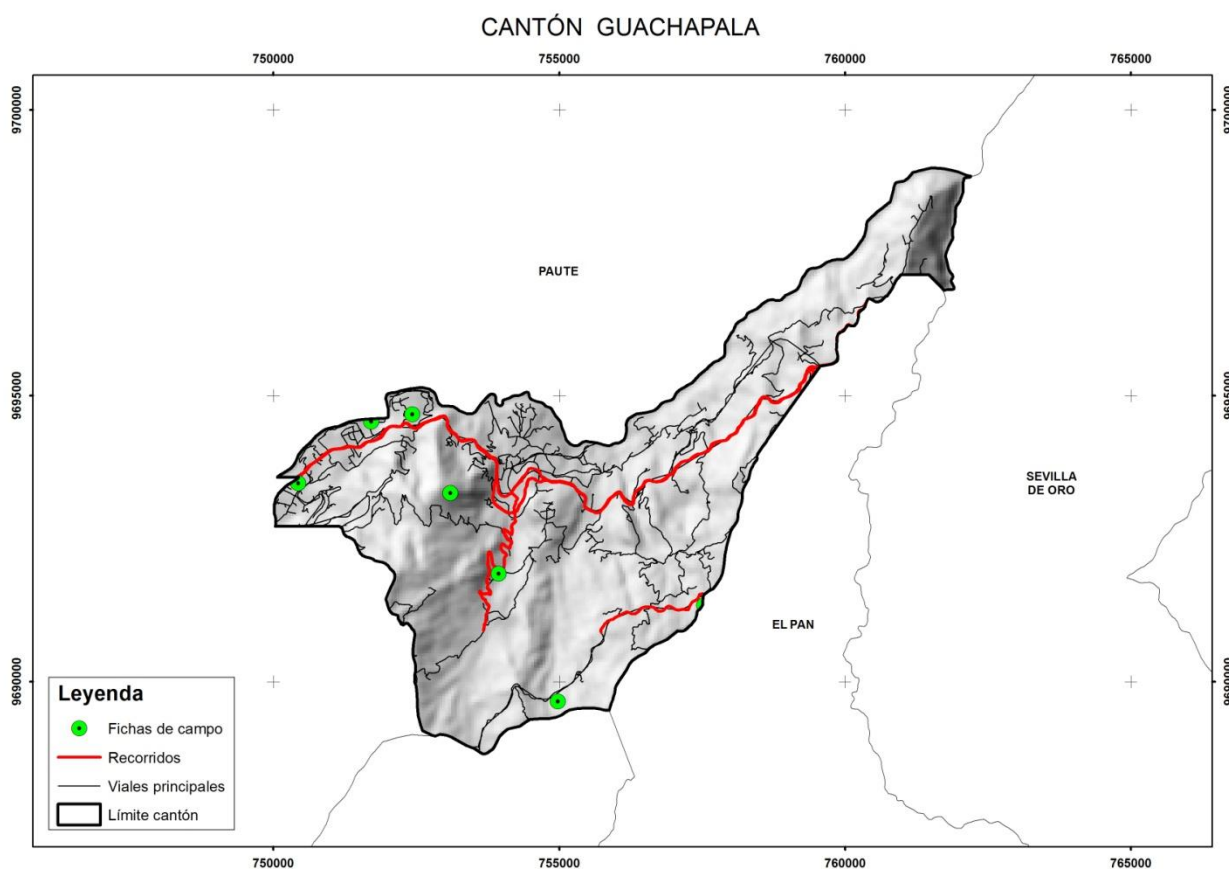 CANTÓN GUACHAPALA
750000 755000 760000 765000
9700000 9700000
PAUTE
9695000 9695000
SEVILLA
DE ORO
EL PAN
9690000 9690000
Leyenda
Fichas de campo
Recorridos
Viales principales
Límite cantón
750000 755000 760000 765000